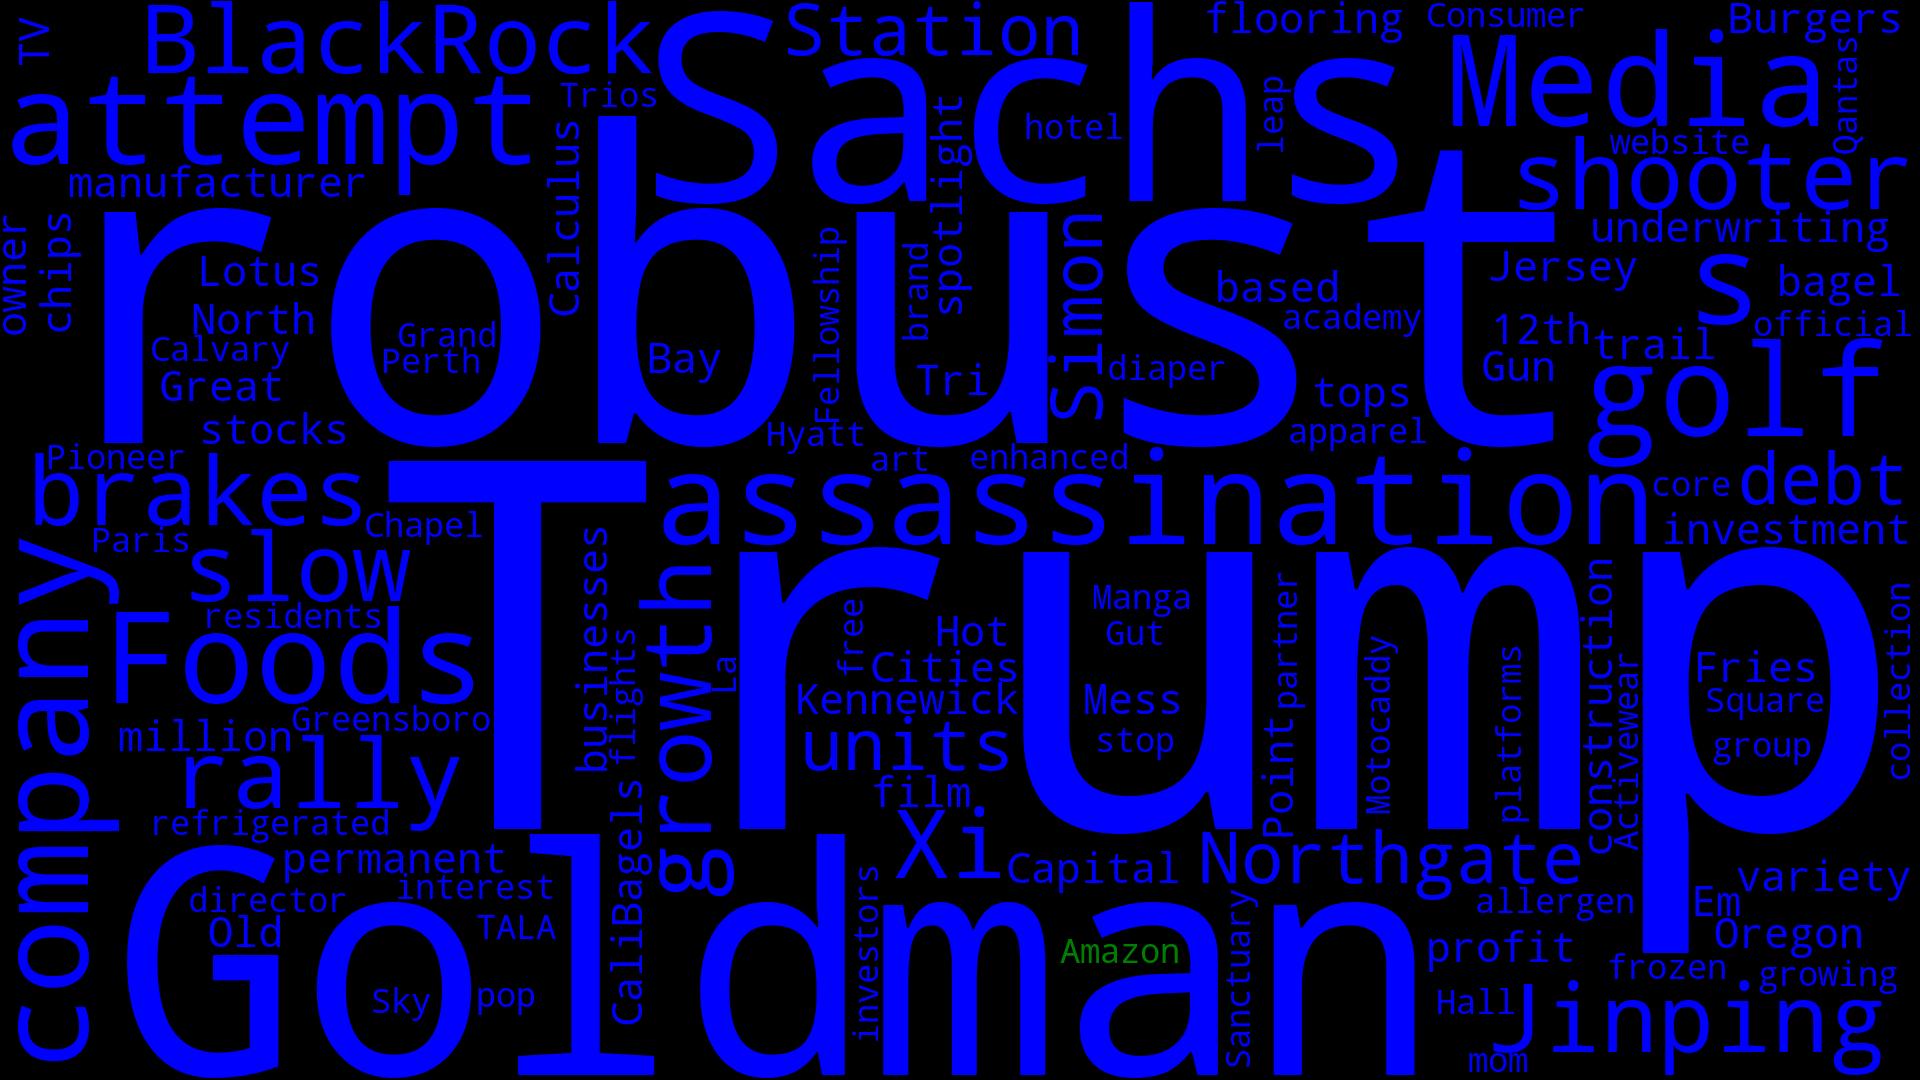 TV
BlackRock
Sachs
Station
flooring
Consumer
Burgers
attempt
Trios
hotel
leap
Media
Qantas
website
manufacturer
Calculus
spotlight
shooter
owner
chips
robust
Lotus
North
Calvary
Great
stocks
Grand
Perth
Bay
Fellowship
brand
Tri
Simon
diaper
based
academy
tops
apparel
underwriting
Jersey
s
bagel
official
12th
trail
Gun
golf
Pioneer
brakes
Hyatt
art
enhanced
assassination
core
debt
investment
Paris
Chapel
slow
residents
company
Foods
Trump
businesses
flights
growth
La
free
Hot
Cities
Kennewick
units
Manga
Gut
Mess
stop
partner
Point
Motocaddy
platforms
construction
Activewear
Fries
Square
group
collection
million
Greensboro
rally
film
refrigerated
permanent
Xi
Capital
Northgate
variety
director
interest
Old
TALA
CaliBagels
investors
Goldman
Amazon
Sanctuary
allergen
Em
Oregon
profit
frozen
growing
Sky
pop
Hall
Jinping
mom